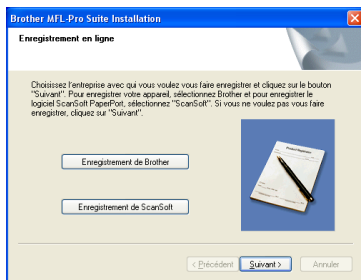 Brother MFL-Pro Suite Installation
Enregistrement en ligne
Choisissez l'entreprise avec qui vous voulez vous faire enregistrer et cliquez sur le bouton
"Suivant". Pour enregistrer votre appareil, sélectionnez Brother et pour enregistrer le
logiciel ScanSoft PaperPort, sélectionnez "ScanSoft". Si vous ne voulez pas vous faire
enregistrer, cliquez sur "Suivant".
Enregistrement de Brother
Enregistrement de ScanSoft
< Précédent Suivant > Annuler